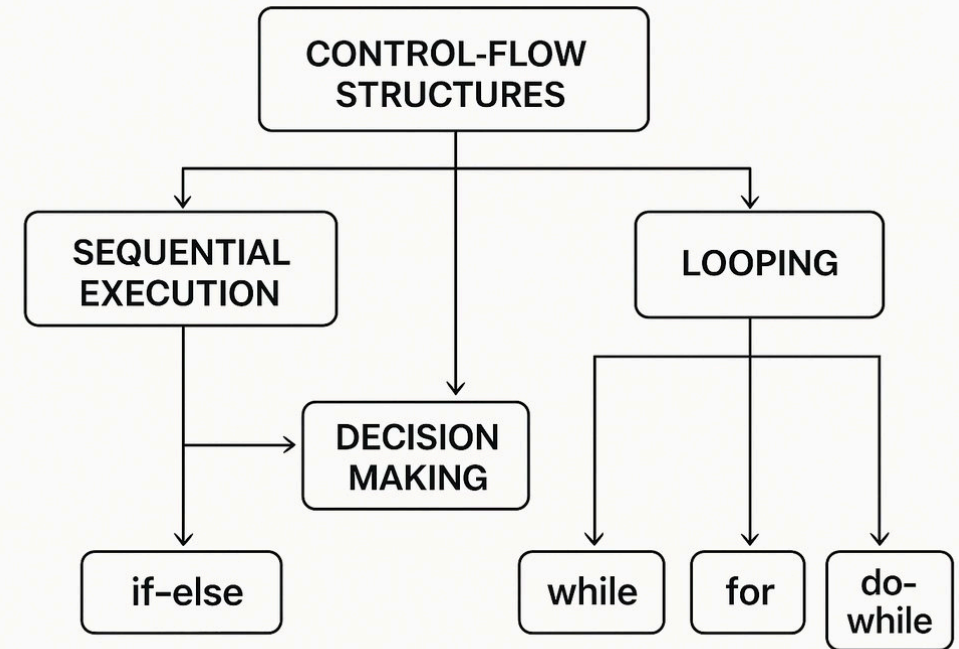 CONTROL-FLOW
STRUCTURES
SEQUENTIAL
EXECUTION
LOOPING
DECISION
MAKING
if-else
while
for
do-
while